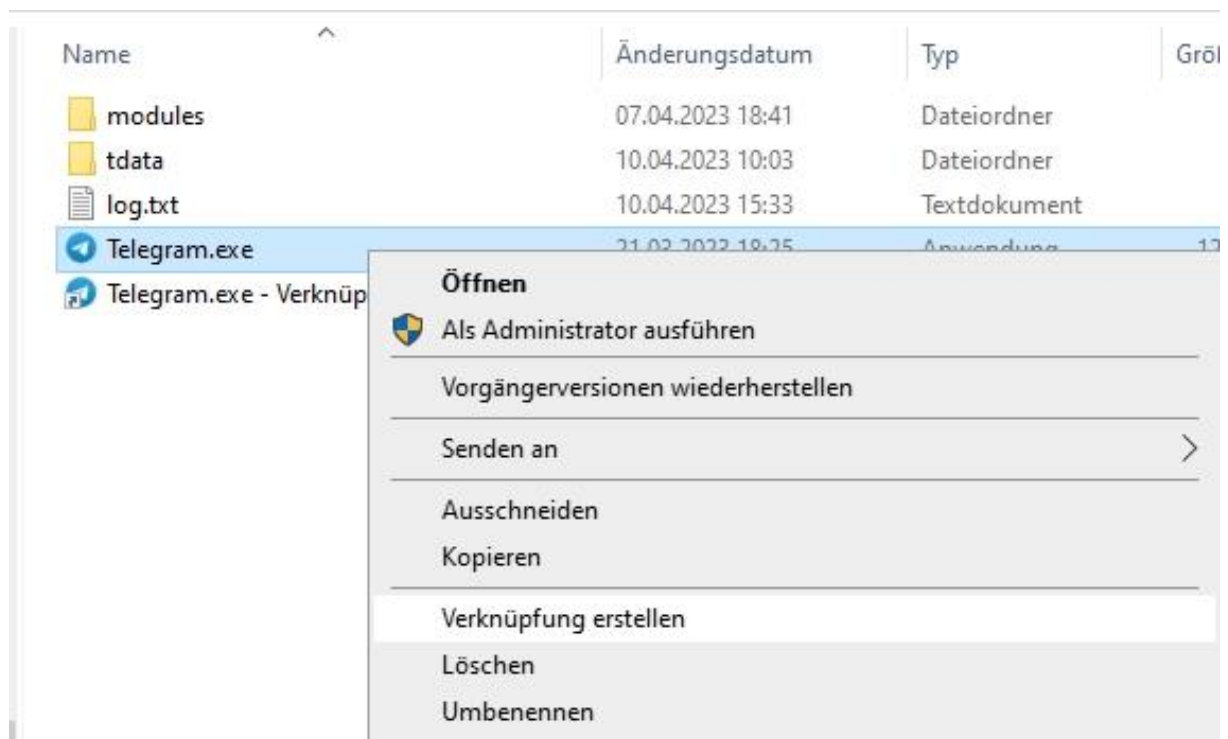 Name Änderungsdatum Typ
modules 07.04.2023 18:41 Dateiordner
tdata 10.04.2023 10:03 Dateiordner
log.txt 10.04.2023 15:33 Textdokument
Telegram.exe Anwendung
Telegram.exe - Verknüp
Öffnen
Als Administrator ausführen
Vorgängerversionen wiederherstellen
Senden an
Ausschneiden
Kopieren
Verknüpfung erstellen
Löschen
Umbenennen